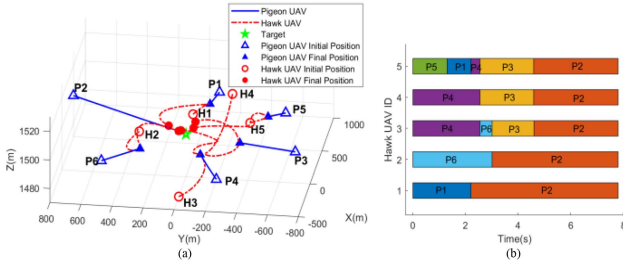 Pigeon UAV
Hawk UAV
Target
Pigeon UAV Initial Position
Pigeon UAV Final Position
Hawk UAV Initial Position
Hawk UAV Final Position
P2
P1
H4
H1
P5
H2
H5
P6
P3
P4
H3
1520
1500
1480
Z(m)
800
600
400
200
0
-200
-400
-600
-800
Y(m)
1000
500
0
-500
X(m)
(a)
Hawk UAV ID
5
4
3
2
1
P5
P1
P4
P3
P2
P4
P3
P2
P4
P6
P3
P2
P6
P2
P1
P2
0
2
4
6
Time(s)
(b)